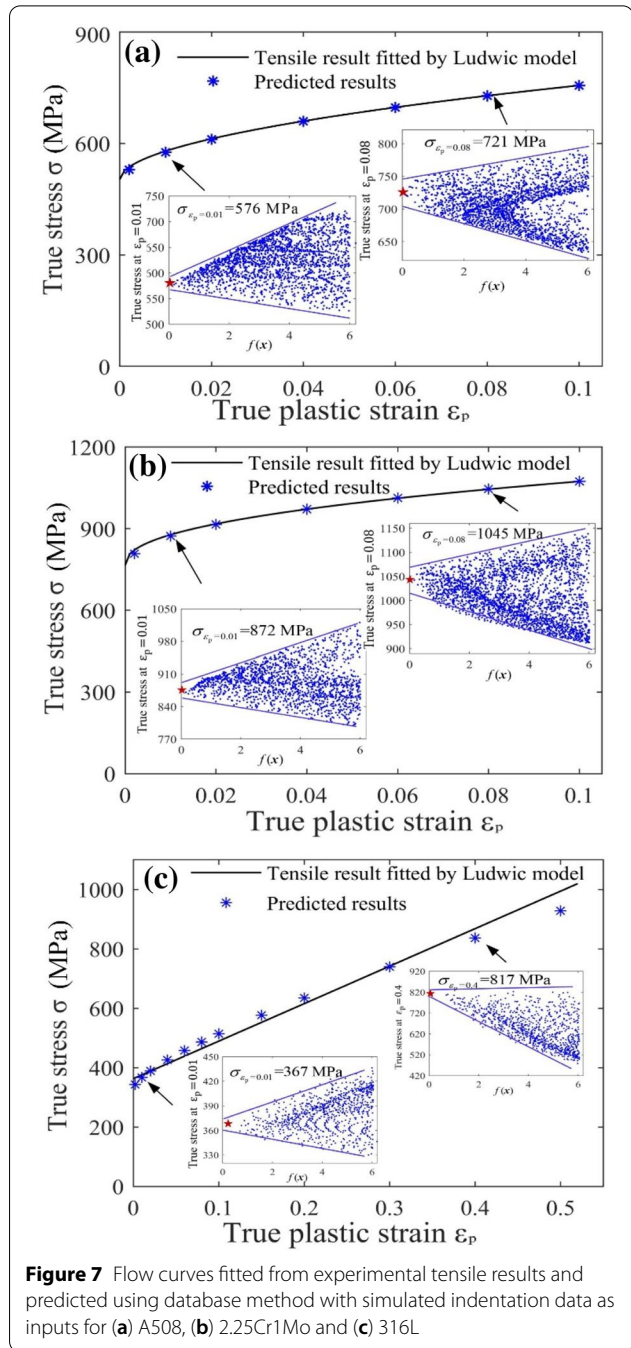 (a)
Tensile result fitted by Ludwic model
Predicted results
900
600
300
0
True stress σ (MPa)
0 0.02 0.04 0.06 0.08 0.1
True plastic strain εₚ
σ_{εₚ=0.01}=576 MPa
750
700
650
600
550
500
True stress at εₚ=0.01
0 2 4 6
f(x)
σ_{εₚ=0.08}=721 MPa
800
750
700
650
True stress at εₚ=0.08
0 2 4 6
f(x)
(b)
Tensile result fitted by Ludwic model
Predicted results
1200
900
600
300
0
True stress σ (MPa)
0 0.02 0.04 0.06 0.08 0.1
True plastic strain εₚ
σ_{εₚ=0.01}=872 MPa
1050
980
910
840
770
True stress at εₚ=0.01
0 2 4 6
f(x)
σ_{εₚ=0.08}=1045 MPa
1150
1100
1050
1000
950
900
True stress at εₚ=0.08
0 2 4 6
f(x)
(c)
Tensile result fitted by Ludwic model
Predicted results
1000
800
600
400
200
0
True stress σ (MPa)
0 0.1 0.2 0.3 0.4 0.5
True plastic strain εₚ
σ_{εₚ=0.01}=367 MPa
450
420
390
360
330
True stress at εₚ=0.01
0 2 4 6
f(x)
σ_{εₚ=0.4}=817 MPa
920
820
720
620
520
420
True stress at εₚ=0.4
0 2 4 6
f(x)
Figure 7 Flow curves fitted from experimental tensile results and
predicted using database method with simulated indentation data as
inputs for (a) A508, (b) 2.25Cr1Mo and (c) 316L